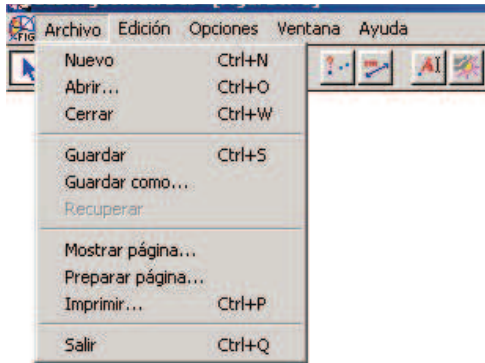 Archivo Edición Opciones Ventana Ayuda
Nuevo Ctrl+N
Abrir... Ctrl+O
Cerrar Ctrl+W
Guardar Ctrl+S
Guardar como...
Recuperar
Mostrar página...
Preparar página...
Imprimir... Ctrl+P
Salir Ctrl+Q